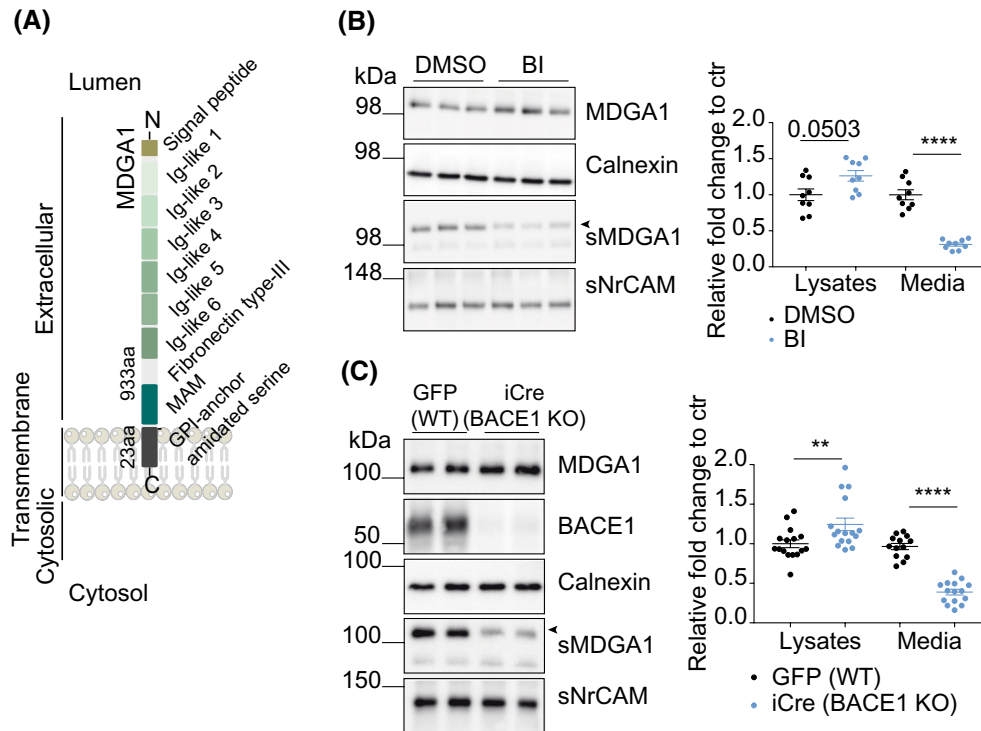 (A)
Lumen
N
MDGA1
Signal peptide
Ig-like 1
Ig-like 2
Ig-like 3
Ig-like 4
Ig-like 5
Ig-like 6
Fibronectin type-III
MAM
GPI-anchor
amidated serine
933aa
23aa
C
Extracellular
Transmembrane
Cytosolic
Cytosol
(B)
kDa
DMSO BI
98 MDGA1
98 Calnexin
98 sMDGA1
148 sNrCAM
Relative fold change to ctr
2.0
1.5
1.0
0.5
0.0
0.0503 ****
Lysates Media
DMSO
BI
(C)
GFP iCre
(WT) (BACE1 KO)
kDa
100 MDGA1
50 BACE1
100 Calnexin
100 sMDGA1
150 sNrCAM
Relative fold change to ctr
2.0
1.5
1.0
0.5
0.0
** ****
Lysates Media
GFP (WT)
iCre (BACE1 KO)